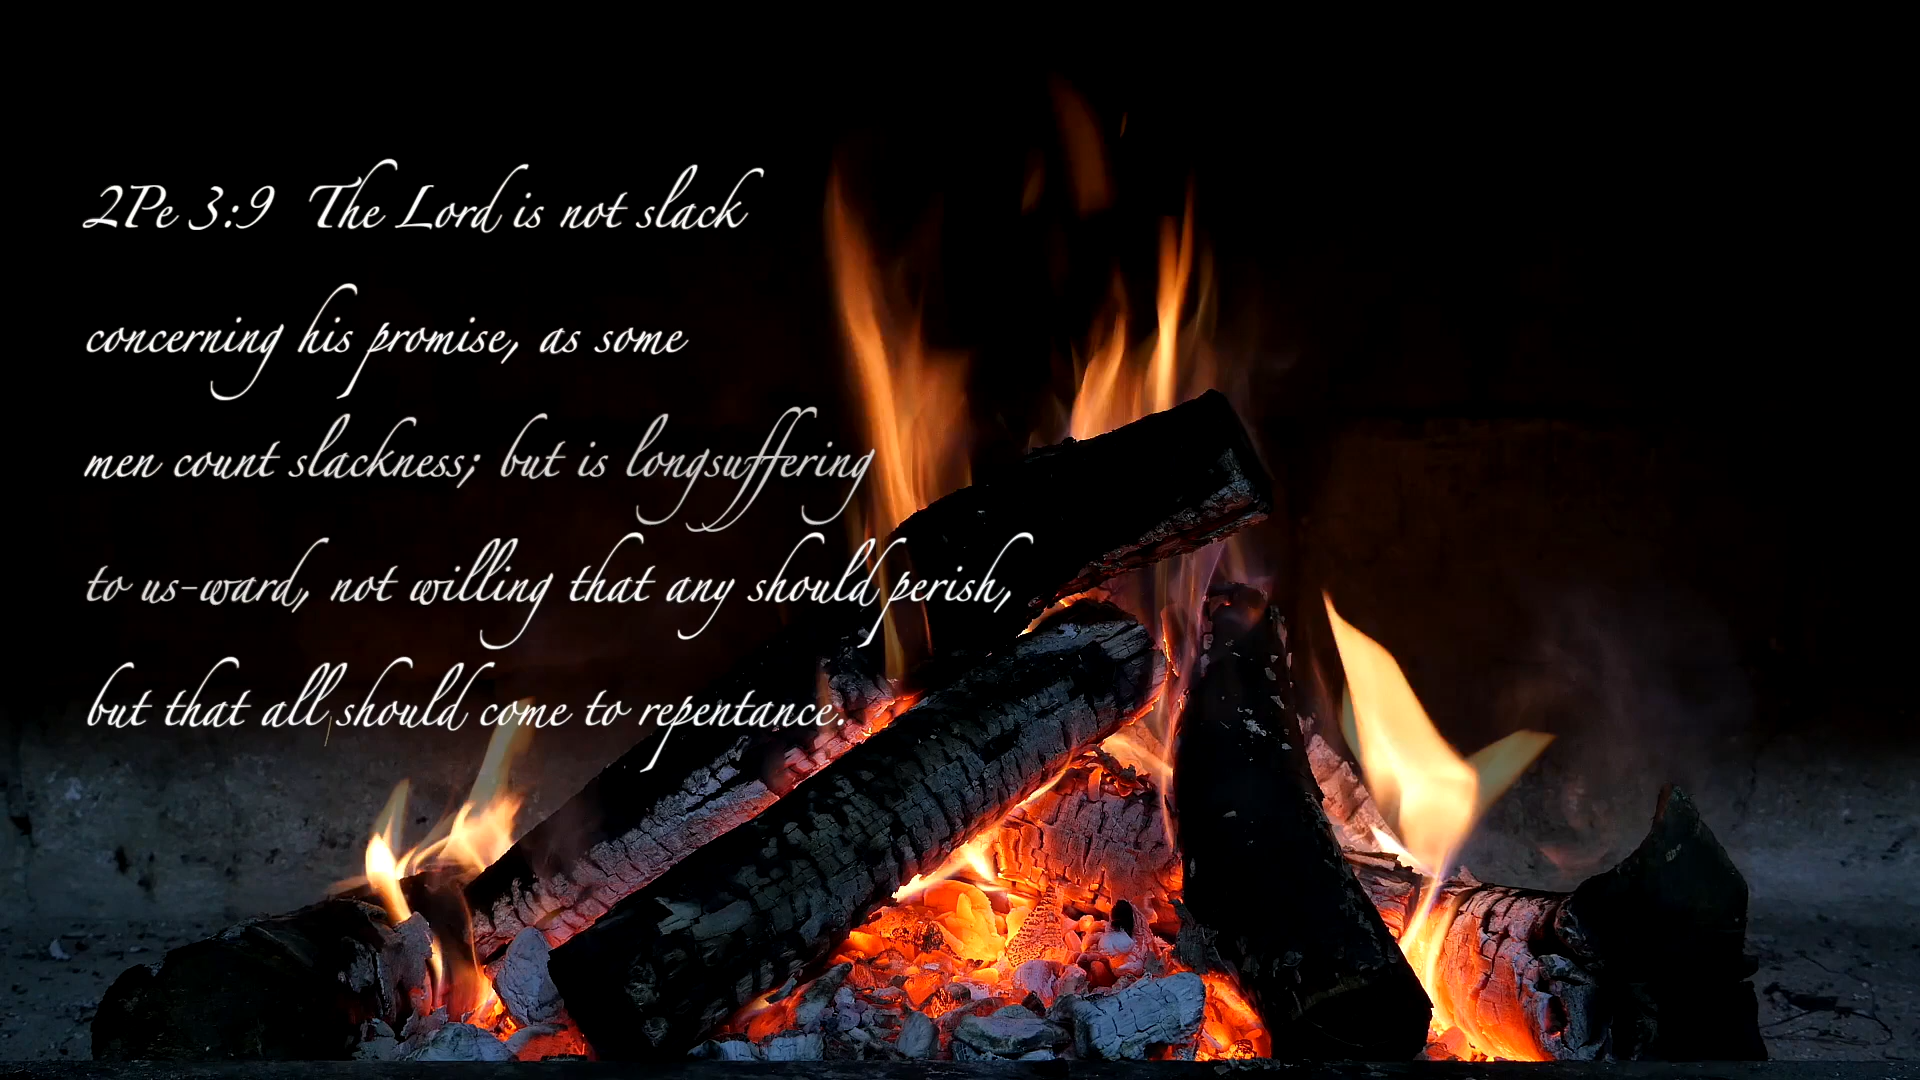 2Pe 3:9 The Lord is not slack
concerning his promise, as some
men count slackness; but is longsuffering
to us-ward, not willing that any should perish,
but that all should come to repentance.